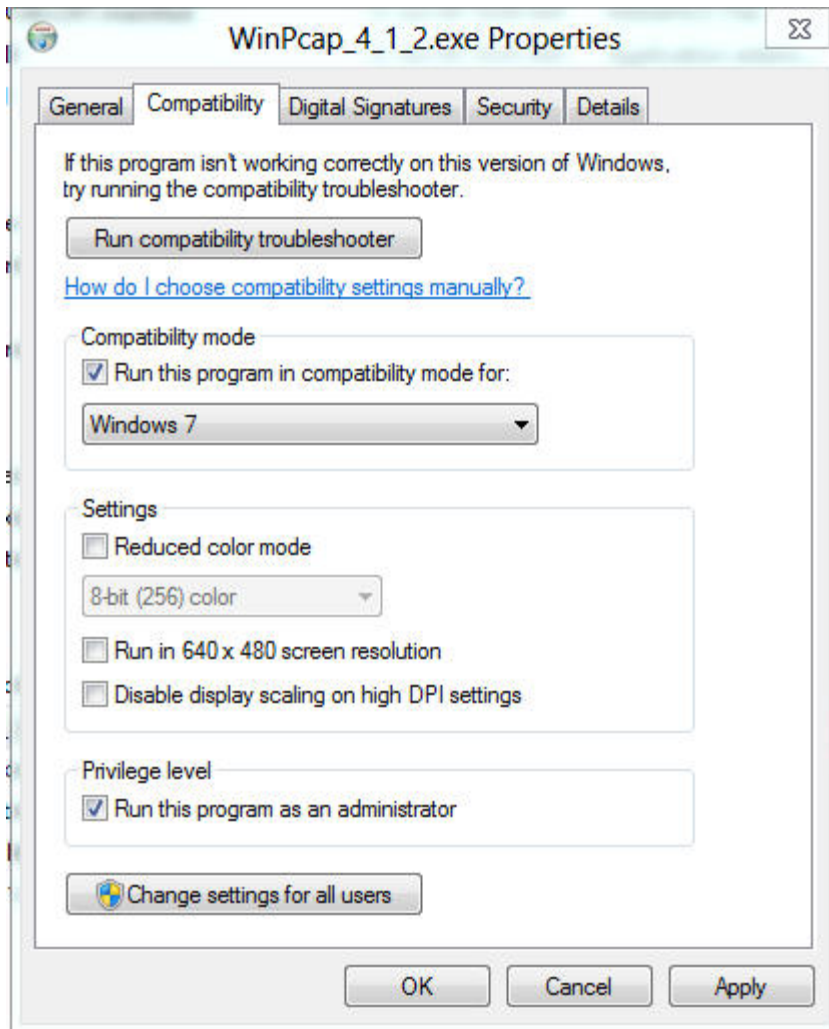 WinPcap_4_1_2.exe Properties
General Compatibility Digital Signatures Security Details
If this program isn't working correctly on this version of Windows,
try running the compatibility troubleshooter.
Run compatibility troubleshooter
How do I choose compatibility settings manually?
Compatibility mode
Run this program in compatibility mode for:
Windows 7
Settings
Reduced color mode
8-bit (256) color
Run in 640 x 480 screen resolution
Disable display scaling on high DPI settings
Privilege level
Run this program as an administrator
Change settings for all users
OK Cancel Apply